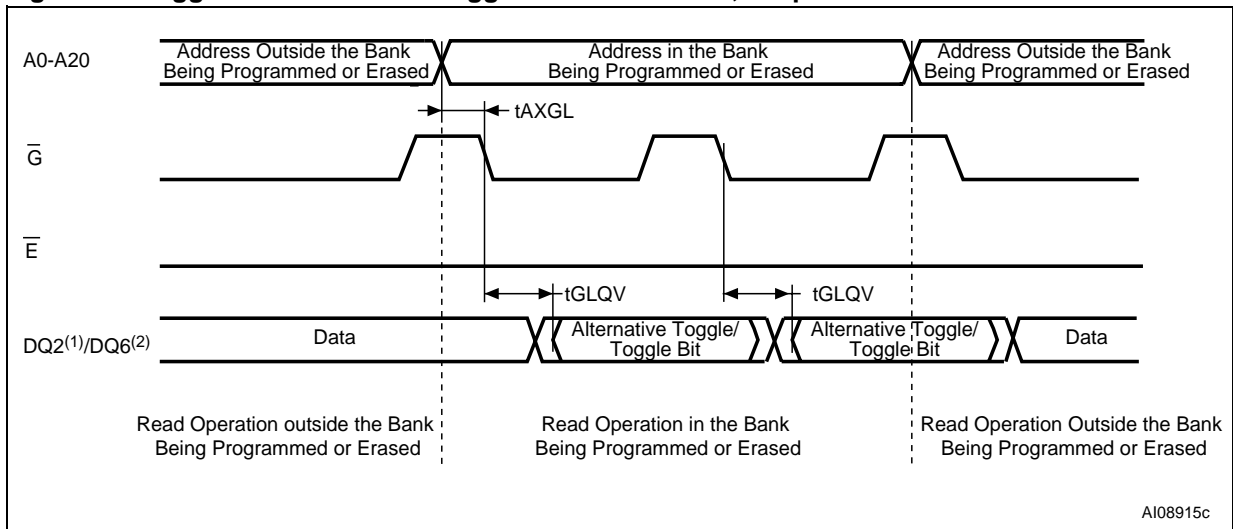 A0-A20
Address Outside the Bank
Being Programmed or Erased
Address in the Bank
Being Programmed or Erased
Address Outside the Bank
Being Programmed or Erased
tAXGL
G
E
tGLQV
tGLQV
DQ2(1)/DQ6(2)
Data
Alternative Toggle/
Toggle Bit
Alternative Toggle/
Toggle Bit
Data
Read Operation outside the Bank
Being Programmed or Erased
Read Operation in the Bank
Being Programmed or Erased
Read Operation Outside the Bank
Being Programmed or Erased
AI08915c